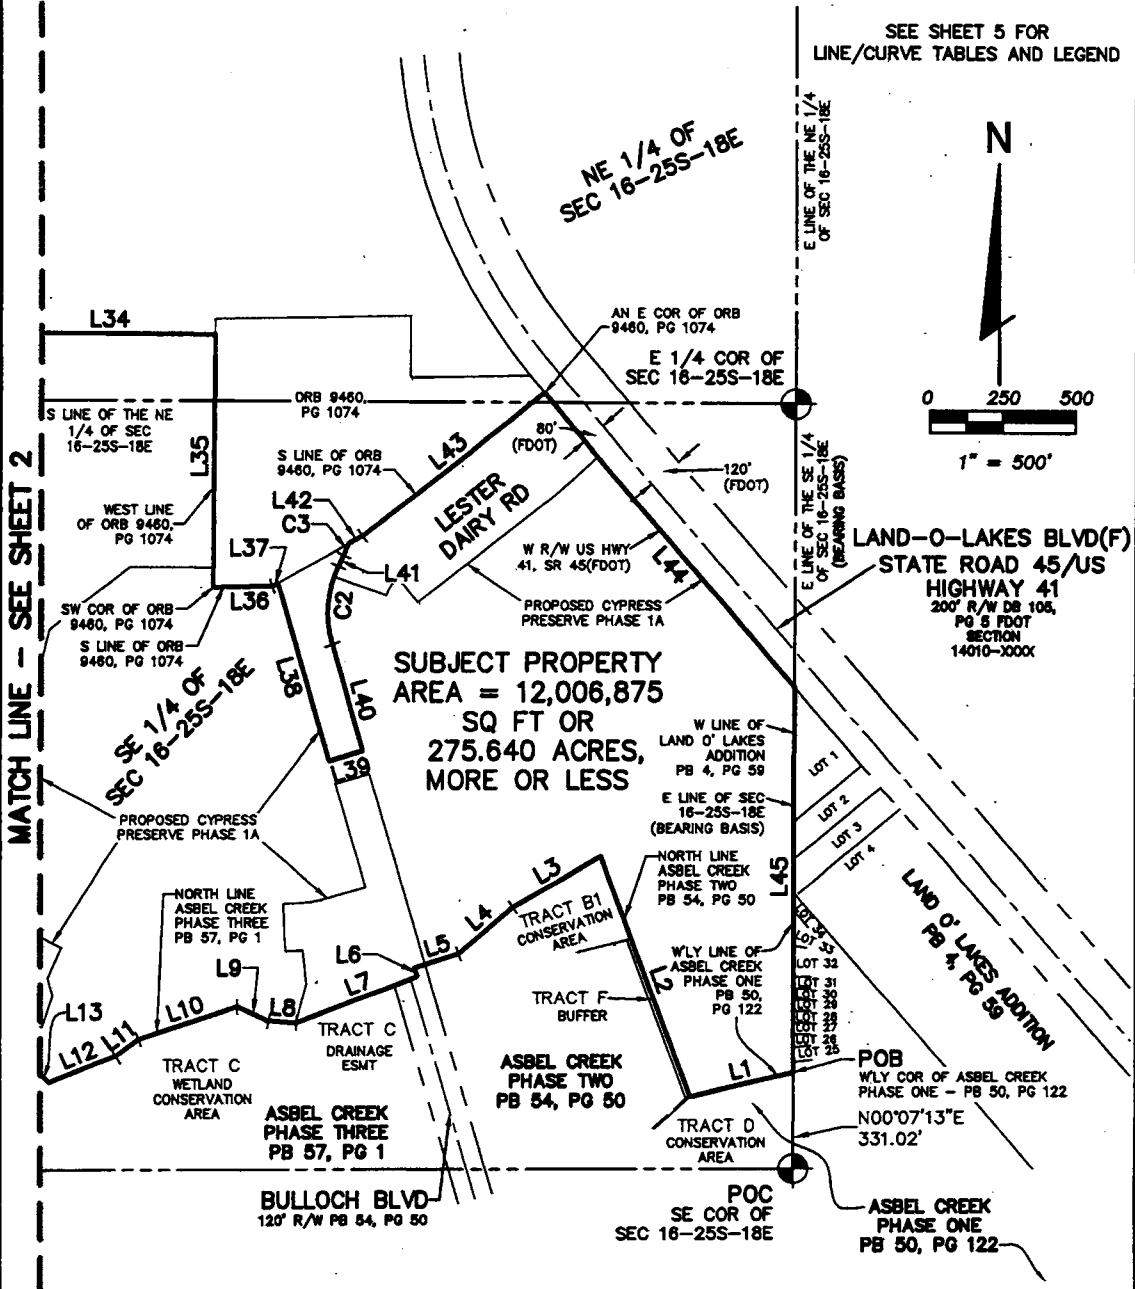 SEE SHEET 5 FOR
LINE/CURVE TABLES AND LEGEND
N
0 250 500
1" = 500'
NE 1/4 OF
SEC 16-25S-18E
E LINE OF THE NE 1/4
OF SEC 16-25S-18E
AN E COR OF ORB
9460, PG 1074
E 1/4 COR OF
SEC 16-25S-18E
L34
ORB 9460,
PG 1074
S LINE OF THE NE
1/4 OF SEC
16-25S-18E
L35
80'
(FDOT)
120'
(FDOT)
S LINE OF ORB
9460, PG 1074
L43
LESTER
DAIRY RD
E LINE OF THE SE 1/4
OF SEC 16-25S-18E
(BEARING BASIS)
WEST LINE
OF ORB 9460,
PG 1074
L42
C3
L37
L41
L36
C2
W R/W US HWY
41, SR 45(FDOT)
L44
LAND-O-LAKES BLVD(F)
STATE ROAD 45/US
HIGHWAY 41
200' R/W DB 106,
PG 5 FDOT
SECTION
14010-XXXX
MATCH LINE - SEE SHEET 2
SW COR OF ORB
9460, PG 1074
S LINE OF ORB
9460, PG 1074
PROPOSED CYPRESS
PRESERVE PHASE 1A
SE 1/4 OF
SEC 16-25S-18E
L38
L40
L39
SUBJECT PROPERTY
AREA = 12,006,875
SQ FT OR
275.640 ACRES,
MORE OR LESS
W LINE OF
LAND O' LAKES
ADDITION
PB 4, PG 59
LOT 1
LOT 2
LOT 3
LOT 4
E LINE OF SEC
16-25S-18E
(BEARING BASIS)
PROPOSED CYPRESS
PRESERVE PHASE 1A
NORTH LINE
ASBEL CREEK
PHASE TWO
PB 54, PG 50
L45
L3
L4
TRACT B1
CONSERVATION
AREA
NORTH LINE
ASBEL CREEK
PHASE THREE
PB 57, PG 1
LAND O' LAKES ADDITION
PB 4, PG 59
LOT 34
LOT 33
LOT 32
LOT 31
LOT 30
LOT 29
LOT 28
LOT 27
LOT 26
LOT 25
W'LY LINE OF
ASBEL CREEK
PHASE ONE
PB 50,
PG 122
L5
L6
L7
L9
L8
L2
TRACT F
BUFFER
L13
L10
L11
L12
TRACT C
DRAINAGE
ESMT
TRACT C
WETLAND
CONSERVATION
AREA
ASBEL CREEK
PHASE TWO
PB 54, PG 50
L1
POB
W'LY COR OF ASBEL CREEK
PHASE ONE - PB 50, PG 122
N00°07'13"E
331.02'
ASBEL CREEK
PHASE THREE
PB 57, PG 1
TRACT D
CONSERVATION
AREA
BULLOCH BLVD
120' R/W PB 54, PG 50
POC
SE COR OF
SEC 16-25S-18E
ASBEL CREEK
PHASE ONE
PB 50, PG 122